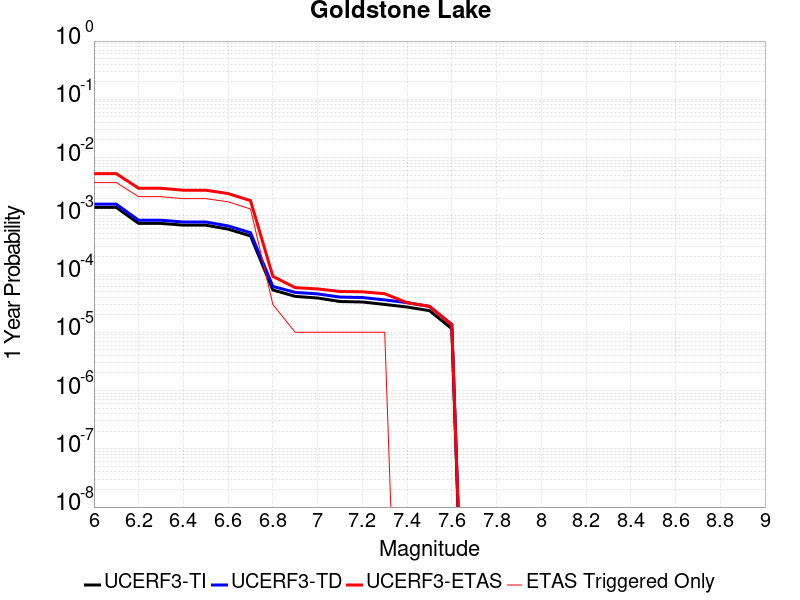 Goldstone Lake
10^0
10^-1
10^-2
10^-3
10^-4
10^-5
10^-6
10^-7
10^-8
1 Year Probability
6 6.2 6.4 6.6 6.8 7 7.2 7.4 7.6 7.8 8 8.2 8.4 8.6 8.8 9
Magnitude
UCERF3-TI UCERF3-TD UCERF3-ETAS ETAS Triggered Only